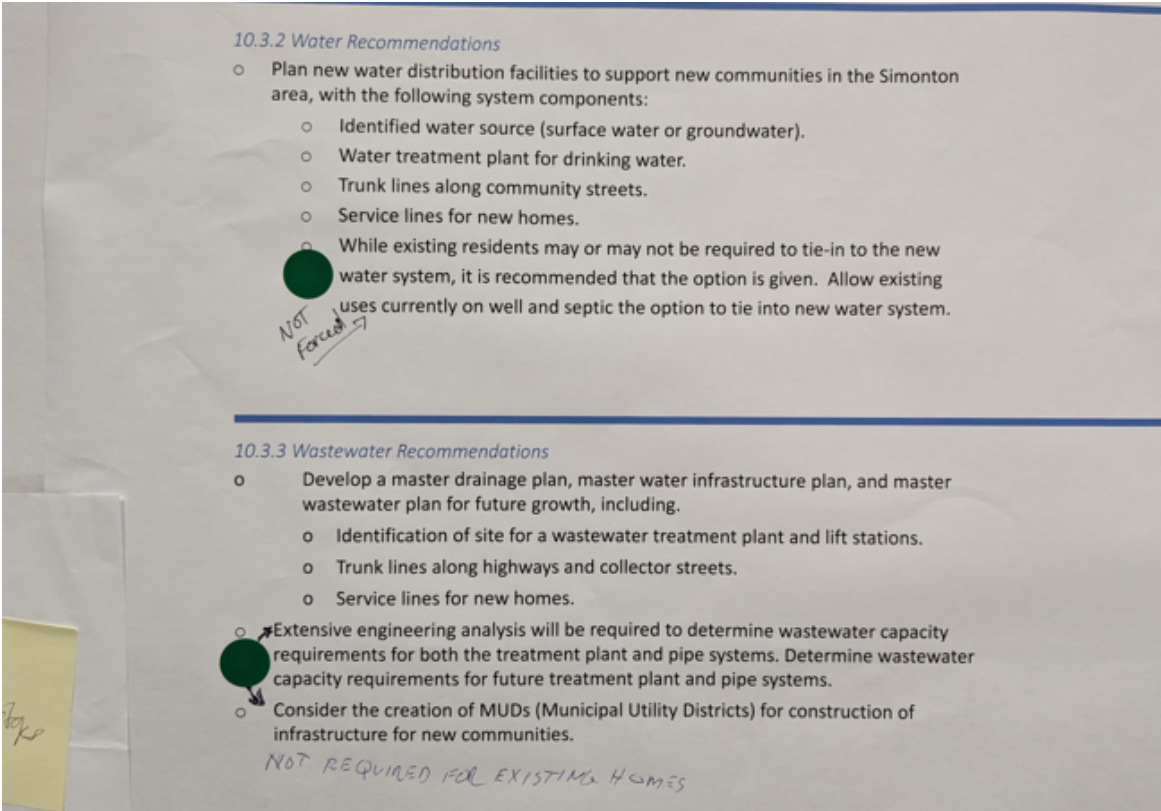 10.3.2 Water Recommendations
o Plan new water distribution facilities to support new communities in the Simonton
area, with the following system components:
o Identified water source (surface water or groundwater).
o Water treatment plant for drinking water.
o Trunk lines along community streets.
o Service lines for new homes.
o While existing residents may or may not be required to tie-in to the new
water system, it is recommended that the option is given. Allow existing
uses currently on well and septic the option to tie into new water system.
NOT
Forced
10.3.3 Wastewater Recommendations
o Develop a master drainage plan, master water infrastructure plan, and master
wastewater plan for future growth, including.
o Identification of site for a wastewater treatment plant and lift stations.
o Trunk lines along highways and collector streets.
o Service lines for new homes.
o Extensive engineering analysis will be required to determine wastewater capacity
requirements for both the treatment plant and pipe systems. Determine wastewater
capacity requirements for future treatment plant and pipe systems.
o Consider the creation of MUDs (Municipal Utility Districts) for construction of
infrastructure for new communities.
NOT REQUIRED FOR EXISTING HOMES